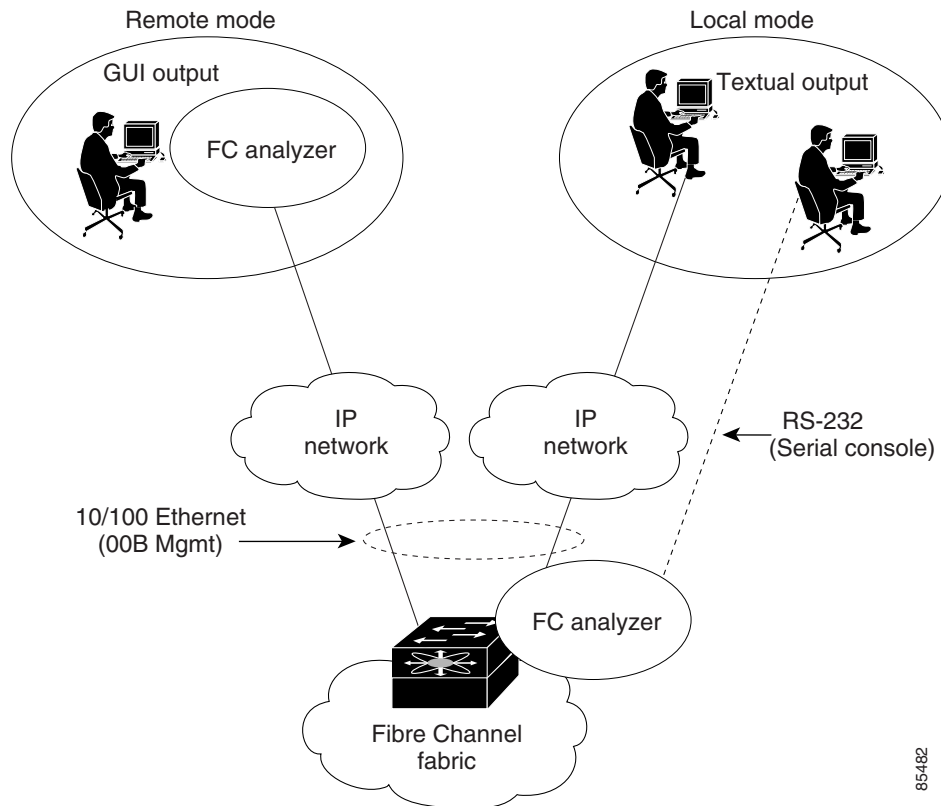 Remote mode
Local mode
GUI output
Textual output
FC analyzer
IP
network
IP
network
RS-232
(Serial console)
10/100 Ethernet
(00B Mgmt)
FC analyzer
Fibre Channel
fabric
85482